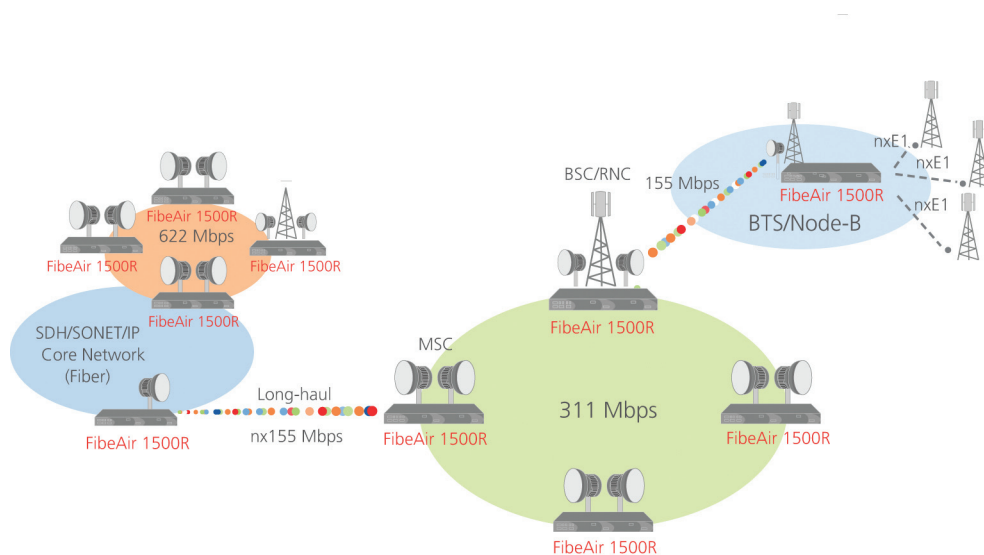 FibeAir 1500R
622 Mbps
FibeAir 1500R
FibeAir 1500R
FibeAir 1500R
SDH/SONET/IP
Core Network
(Fiber)
FibeAir 1500R
Long-haul
nx155 Mbps
MSC
FibeAir 1500R
311 Mbps
BSC/RNC
FibeAir 1500R
155 Mbps
FibeAir 1500R
BTS/Node-B
nxE1
nxE1
nxE1
FibeAir 1500R
FibeAir 1500R